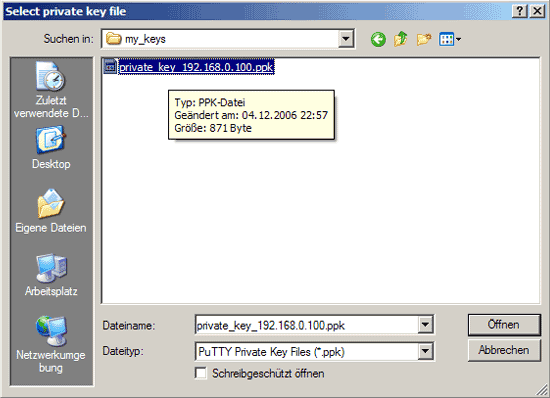 Select private key file
Suchen in:
my_keys
private_key_192.168.0.100.ppk
Typ: PPK-Datei
Geändert am: 04.12.2006 22:57
Größe: 871 Byte
Zuletzt
verwendete D...
Desktop
Eigene Dateien
Arbeitsplatz
Netzwerkumge
bung
Dateiname:
private_key_192.168.0.100.ppk
Öffnen
Dateityp:
PuTTY Private Key Files (*.ppk)
Abbrechen
Schreibgeschützt öffnen